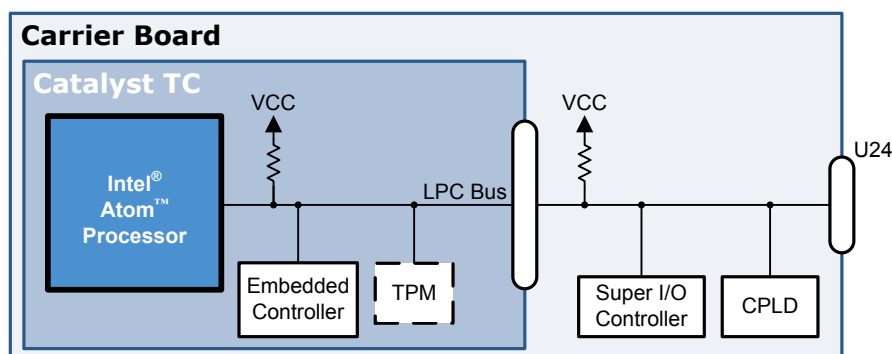 Carrier Board
Catalyst TC
VCC
VCC
U24
Intel®
Atom™
Processor
LPC Bus
Embedded
Controller
TPM
Super I/O
Controller
CPLD